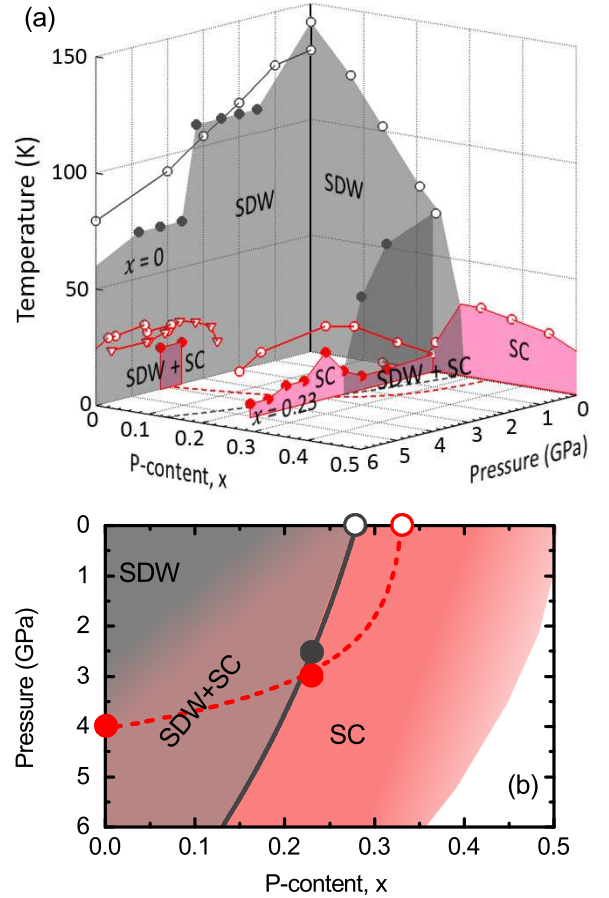 (a)
150
100
50
0
Temperature (K)
SDW
SDW
x = 0
SDW + SC
SC
x = 0.23
SDW + SC
SC
0
0.1
0.2
0.3
0.4
0.5
P-content, x
6
5
4
3
2
1
0
Pressure (GPa)
0
1
2
3
4
5
6
Pressure (GPa)
SDW
SDW+SC
SC
(b)
0.0
0.1
0.2
0.3
0.4
0.5
P-content, x